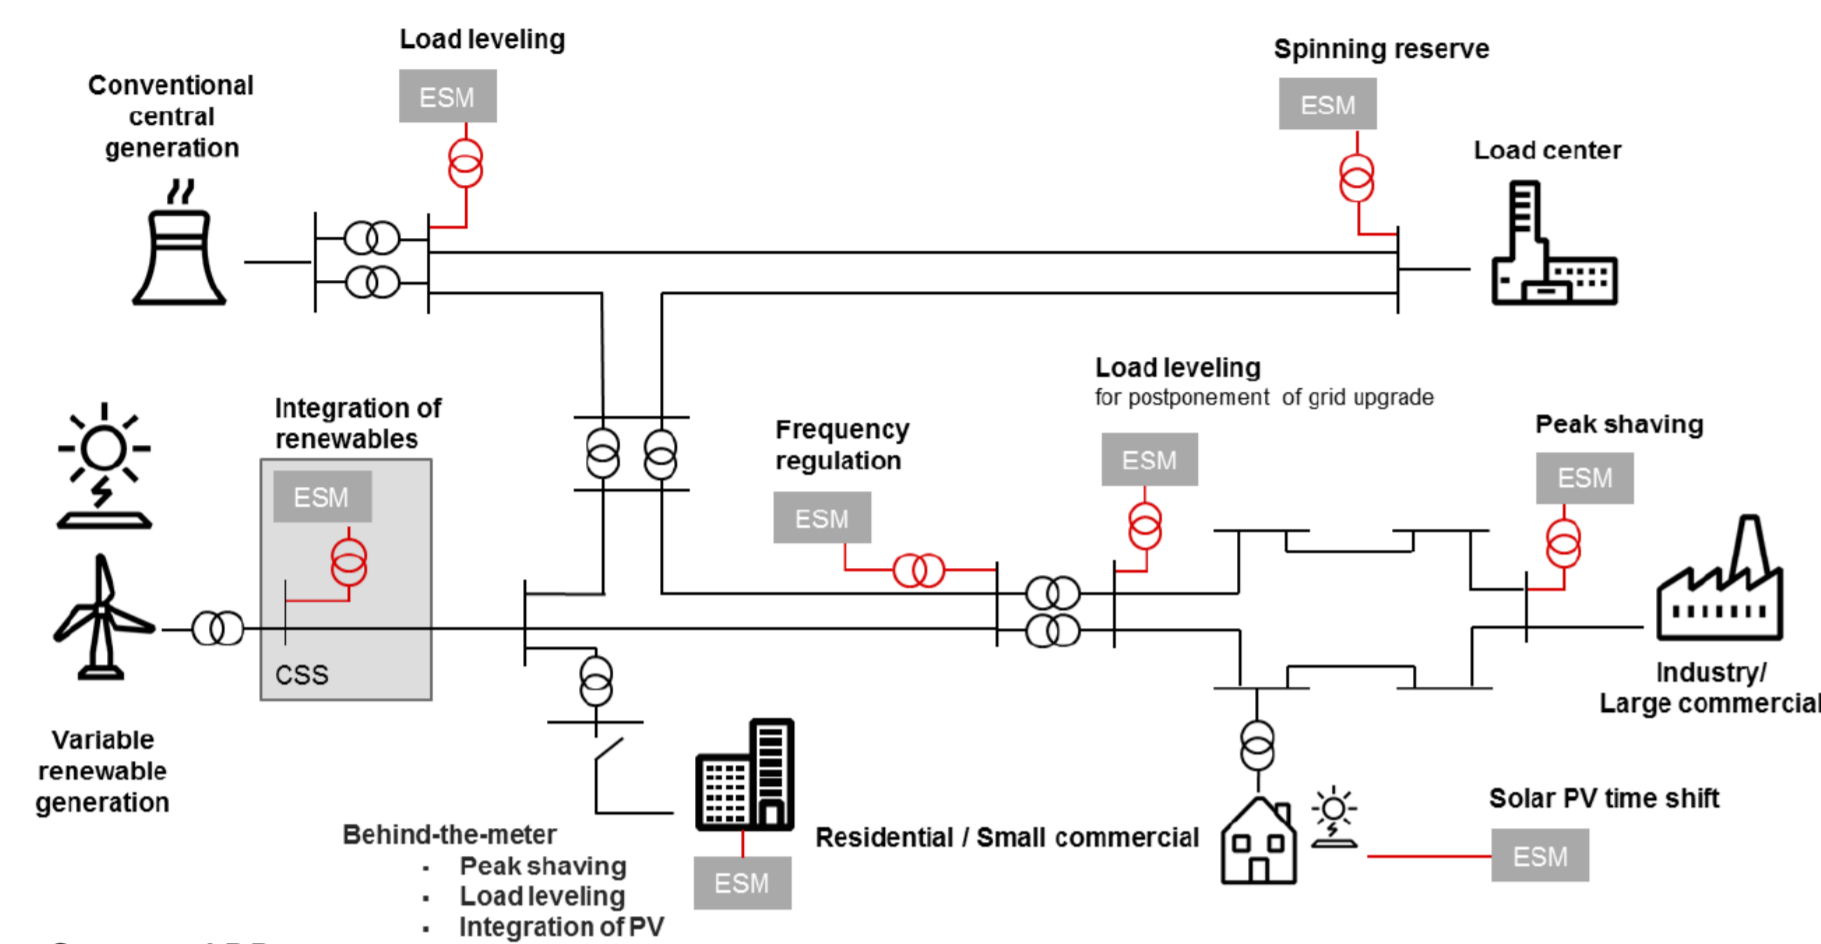 Load leveling
ESM
Spinning reserve
ESM
Conventional
central
generation
Load center
Load leveling
for postponement of grid upgrade
ESM
Integration of
renewables
ESM
CSS
Frequency
regulation
ESM
Peak shaving
ESM
Industry/
Large commercial
Variable
renewable
generation
Behind-the-meter
▪ Peak shaving
▪ Load leveling
▪ Integration of PV
ESM
Residential / Small commercial
Solar PV time shift
ESM